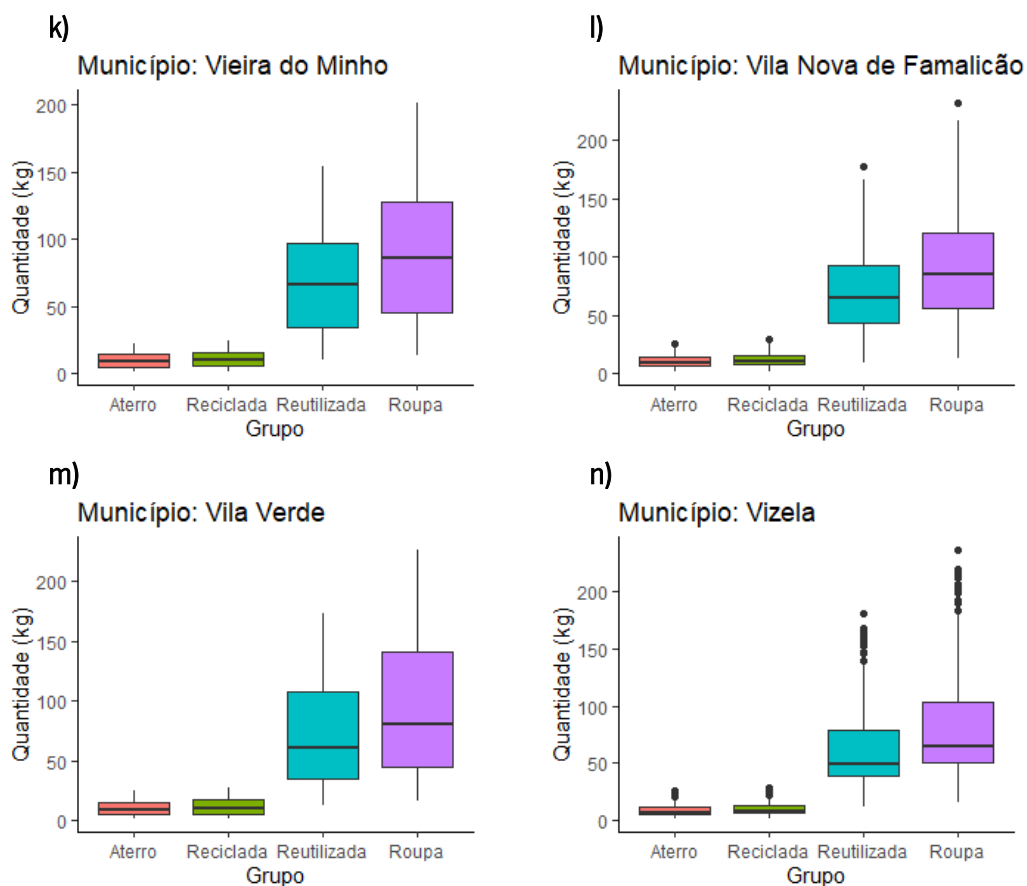 k)
Município: Vieira do Minho
Quantidade (kg)
200
150
100
50
0
Aterro Reciclada Reutilizada Roupa
Grupo
l)
Município: Vila Nova de Famalicão
Quantidade (kg)
200
150
100
50
0
Aterro Reciclada Reutilizada Roupa
Grupo
m)
Município: Vila Verde
Quantidade (kg)
200
150
100
50
0
Aterro Reciclada Reutilizada Roupa
Grupo
n)
Município: Vizela
Quantidade (kg)
200
150
100
50
0
Aterro Reciclada Reutilizada Roupa
Grupo